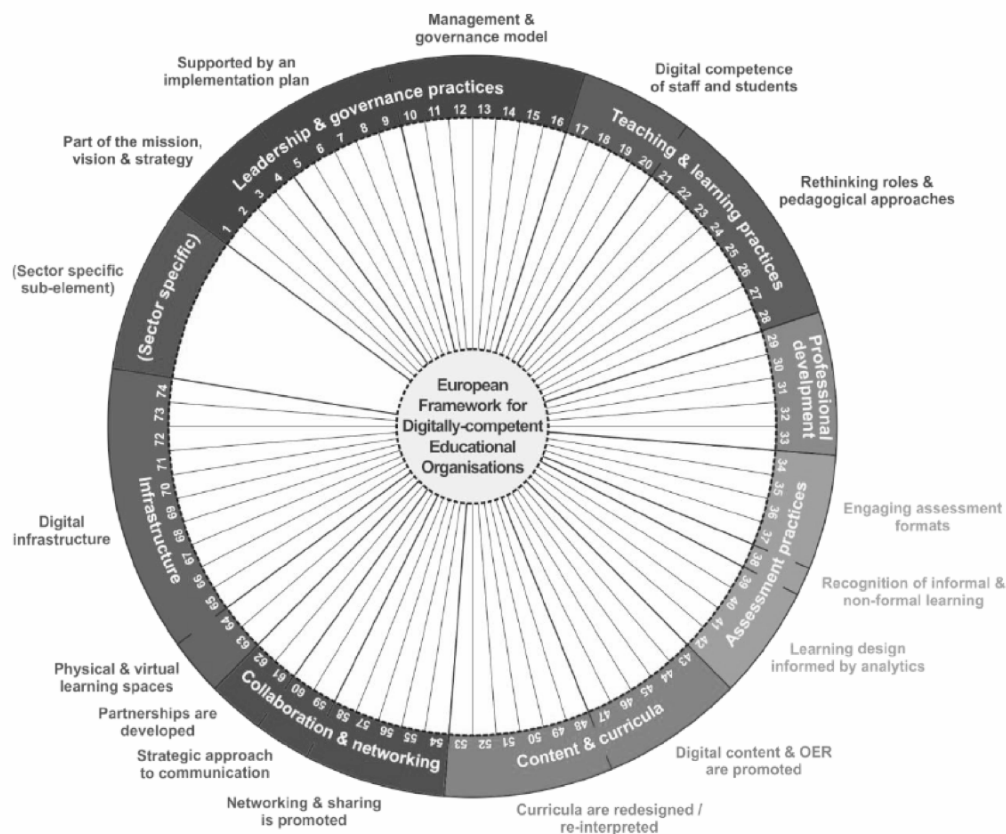 Management &
governance model
Supported by an
implementation plan
Digital competence
of staff and students
Part of the mission,
vision & strategy
Rethinking roles &
pedagogical approaches
(Sector specific
sub-element)
Leadership & governance practices
Teaching & learning practices
Professional
develpment
Assessment practices
Content & curricula
Collaboration & networking
Infrastructure
(Sector specific)
1 2 3 4 5 6 7 8 9 10 11 12 13 14 15 16
17 18 19 20 21 22 23 24 25 26 27 28
29 30 31 32 33
34 35 36 37 38 39 40 41 42
43 44 45 46 47 48 49 50 51 52 53
54 55 56 57 58 59 60 61 62
63 64 65 66 67 68 69 70 71 72 73 74
European
Framework for
Digitally-competent
Educational
Organisations
Engaging assessment
formats
Recognition of informal &
non-formal learning
Learning design
informed by analytics
Digital content & OER
are promoted
Curricula are redesigned /
re-interpreted
Networking & sharing
is promoted
Strategic approach
to communication
Partnerships are
developed
Physical & virtual
learning spaces
Digital
infrastructure